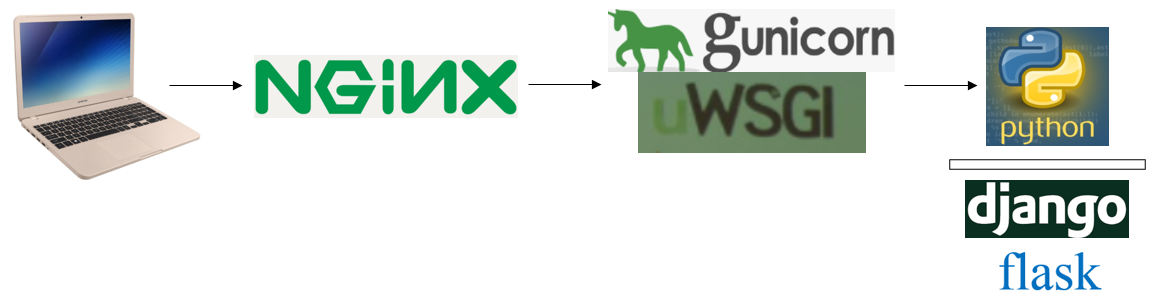 NGiNX
gunicorn
uWSGI
python
django
flask